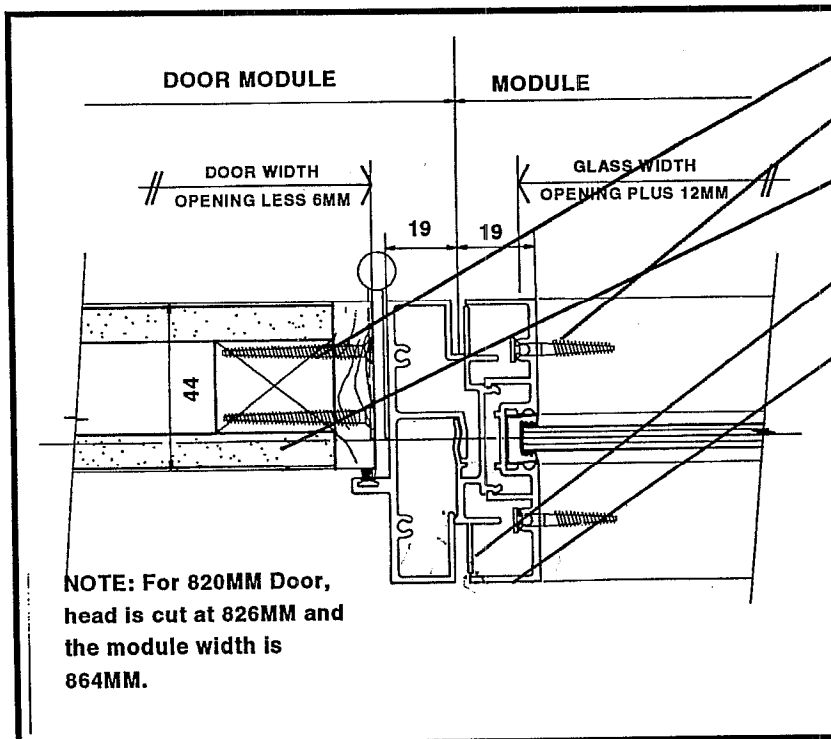 DOOR MODULE
MODULE
DOOR WIDTH
OPENING LESS 6MM
GLASS WIDTH
OPENING PLUS 12MM
19
19
44
NOTE: For 820MM Door,
head is cut at 826MM and
the module width is
864MM.